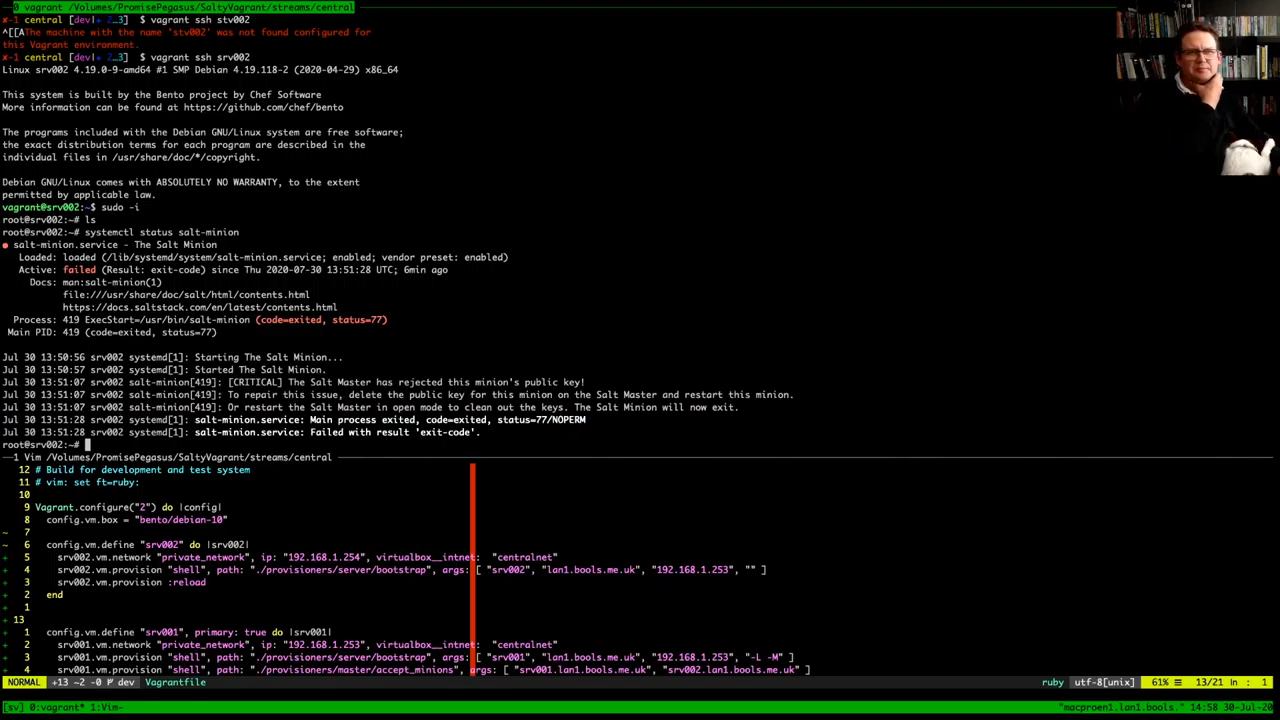 0 vagrant /Volumes/PromisePegasus/SaltyVagrant/streams/central
✘-1 central [dev|+ 2…3]  $ vagrant ssh stv002
^[[AThe machine with the name 'stv002' was not found configured for
this Vagrant environment.
✘-1 central [dev|+ 2…3]  $ vagrant ssh srv002
Linux srv002 4.19.0-9-amd64 #1 SMP Debian 4.19.118-2 (2020-04-29) x86_64
This system is built by the Bento project by Chef Software
More information can be found at https://github.com/chef/bento
The programs included with the Debian GNU/Linux system are free software;
the exact distribution terms for each program are described in the
individual files in /usr/share/doc/*/copyright.
Debian GNU/Linux comes with ABSOLUTELY NO WARRANTY, to the extent
permitted by applicable law.
vagrant@srv002:~$ sudo -i
root@srv002:~# ls
root@srv002:~# systemctl status salt-minion
● salt-minion.service - The Salt Minion
Loaded: loaded (/lib/systemd/system/salt-minion.service; enabled; vendor preset: enabled)
Active: failed (Result: exit-code) since Thu 2020-07-30 13:51:28 UTC; 6min ago
Docs: man:salt-minion(1)
file:///usr/share/doc/salt/html/contents.html
https://docs.saltstack.com/en/latest/contents.html
Process: 419 ExecStart=/usr/bin/salt-minion (code=exited, status=77)
Main PID: 419 (code=exited, status=77)
Jul 30 13:50:56 srv002 systemd[1]: Starting The Salt Minion...
Jul 30 13:50:57 srv002 systemd[1]: Started The Salt Minion.
Jul 30 13:51:07 srv002 salt-minion[419]: [CRITICAL] The Salt Master has rejected this minion's public key!
Jul 30 13:51:07 srv002 salt-minion[419]: To repair this issue, delete the public key for this minion on the Salt Master and restart this minion.
Jul 30 13:51:07 srv002 salt-minion[419]: Or restart the Salt Master in open mode to clean out the keys. The Salt Minion will now exit.
Jul 30 13:51:28 srv002 systemd[1]: salt-minion.service: Main process exited, code=exited, status=77/NOPERM
Jul 30 13:51:28 srv002 systemd[1]: salt-minion.service: Failed with result 'exit-code'.
root@srv002:~#
1 Vim /Volumes/PromisePegasus/SaltyVagrant/streams/central
12 # Build for development and test system
11 # vim: set ft=ruby:
10
9 Vagrant.configure("2") do |config|
8   config.vm.box = "bento/debian-10"
~ 7
~ 6   config.vm.define "srv002" do |srv002|
+ 5     srv002.vm.network "private_network", ip: "192.168.1.254", virtualbox__intnet:  "centralnet"
+ 4     srv002.vm.provision "shell", path: "./provisioners/server/bootstrap", args: [ "srv002", "lan1.bools.me.uk", "192.168.1.253", "" ]
+ 3     srv002.vm.provision :reload
+ 2   end
+ 1
+ 13
+ 1   config.vm.define "srv001", primary: true do |srv001|
+ 2     srv001.vm.network "private_network", ip: "192.168.1.253", virtualbox__intnet:  "centralnet"
+ 3     srv001.vm.provision "shell", path: "./provisioners/server/bootstrap", args: [ "srv001", "lan1.bools.me.uk", "192.168.1.253", "-L -M" ]
+ 4     srv001.vm.provision "shell", path: "./provisioners/master/accept_minions", args: [ "srv001.lan1.bools.me.uk", "srv002.lan1.bools.me.uk" ]
NORMAL  +13 ~2 -0 dev  Vagrantfile  ruby  utf-8[unix]  61% ☰ 13/21 ln : 1
[sv] 0:vagrant* 1:Vim-  "macproen1.lan1.bools." 14:58 30-Jul-20